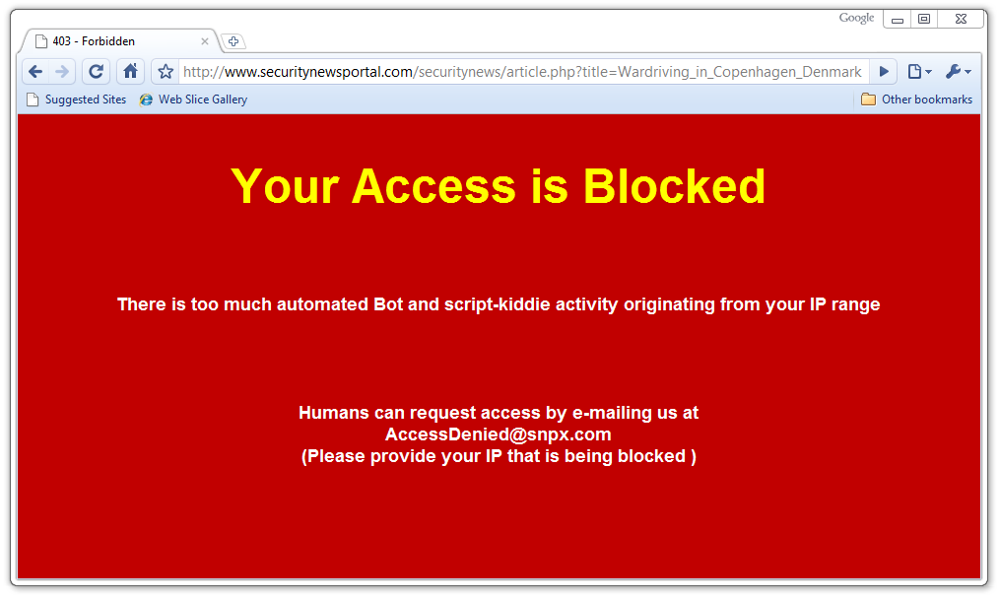 Google
403 - Forbidden
http://www.securitynewsportal.com/securitynews/article.php?title=Wardriving_in_Copenhagen_Denmark
Suggested Sites Web Slice Gallery Other bookmarks
Your Access is Blocked
There is too much automated Bot and script-kiddie activity originating from your IP range
Humans can request access by e-mailing us at
AccessDenied@snpx.com
(Please provide your IP that is being blocked )